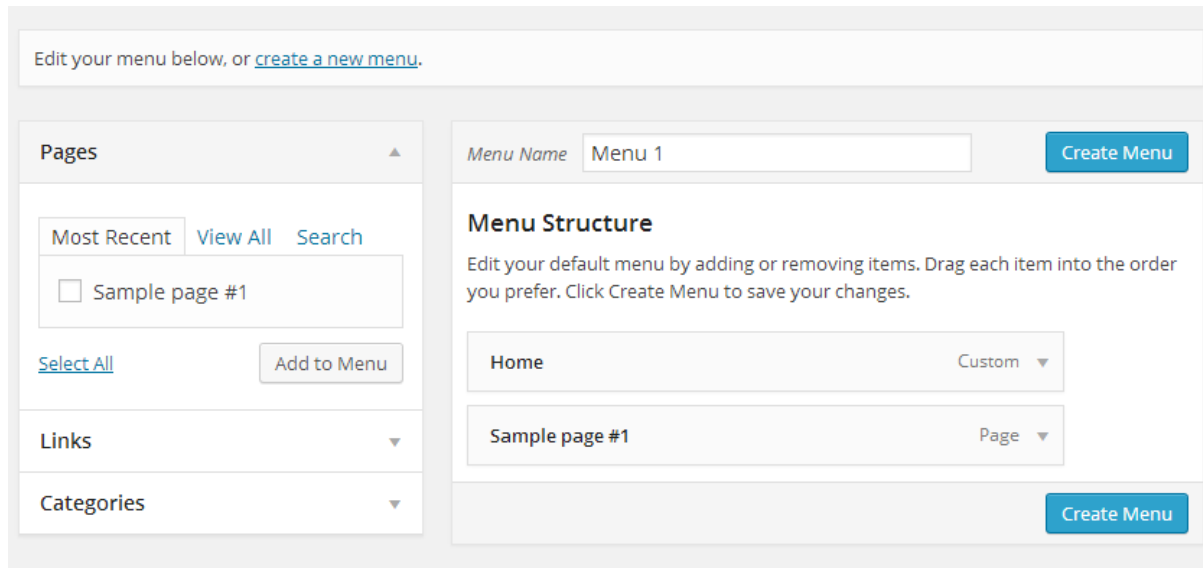 Edit your menu below, or create a new menu.
Pages
Most Recent View All Search
Sample page #1
Select All Add to Menu
Links
Categories
Menu Name Menu 1 Create Menu
Menu Structure
Edit your default menu by adding or removing items. Drag each item into the order
you prefer. Click Create Menu to save your changes.
Home Custom
Sample page #1 Page
Create Menu